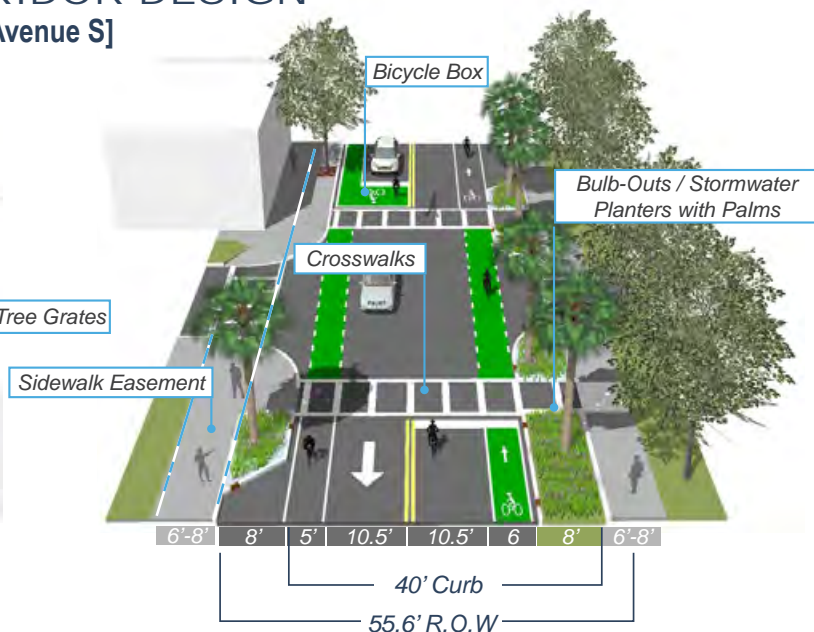 RIDOR DESIGN
Avenue S]
Bicycle Box
Bulb-Outs / Stormwater
Planters with Palms
Crosswalks
Tree Grates
Sidewalk Easement
6'-8' 8' 5' 10.5' 10.5' 6 8' 6'-8'
40' Curb
55.6' R.O.W